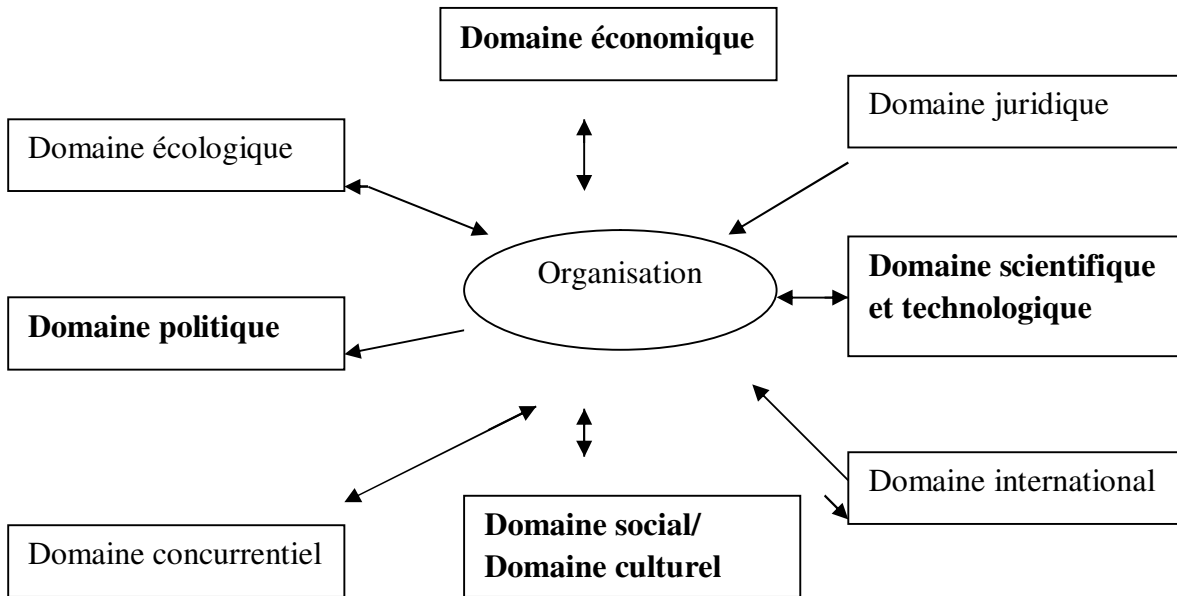 Domaine économique
Domaine juridique
Domaine écologique
Organisation
Domaine scientifique
et technologique
Domaine politique
Domaine international
Domaine social/
Domaine culturel
Domaine concurrentiel